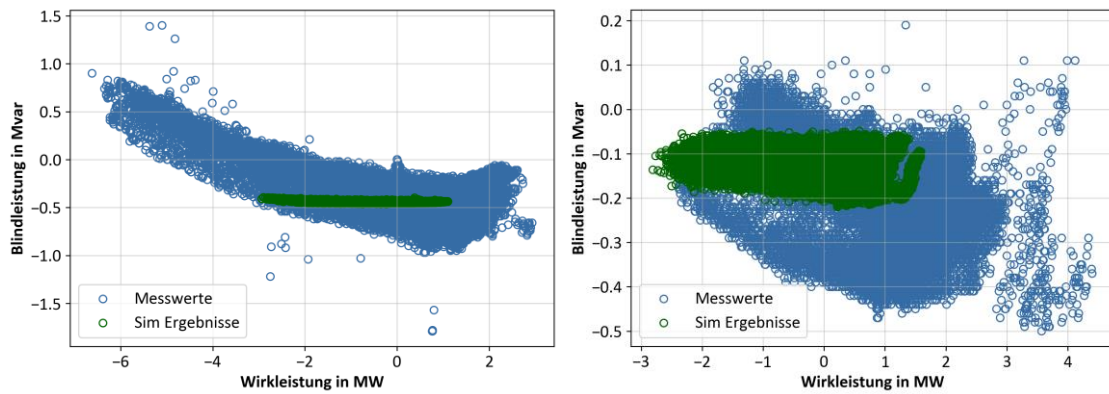 1.5
1.0
0.5
0.0
−0.5
−1.0
−1.5
Blindleistung in Mvar
Messwerte
Sim Ergebnisse
−6 −4 −2 0 2
Wirkleistung in MW
0.2
0.1
0.0
−0.1
−0.2
−0.3
−0.4
−0.5
Blindleistung in Mvar
Messwerte
Sim Ergebnisse
−3 −2 −1 0 1 2 3 4
Wirkleistung in MW